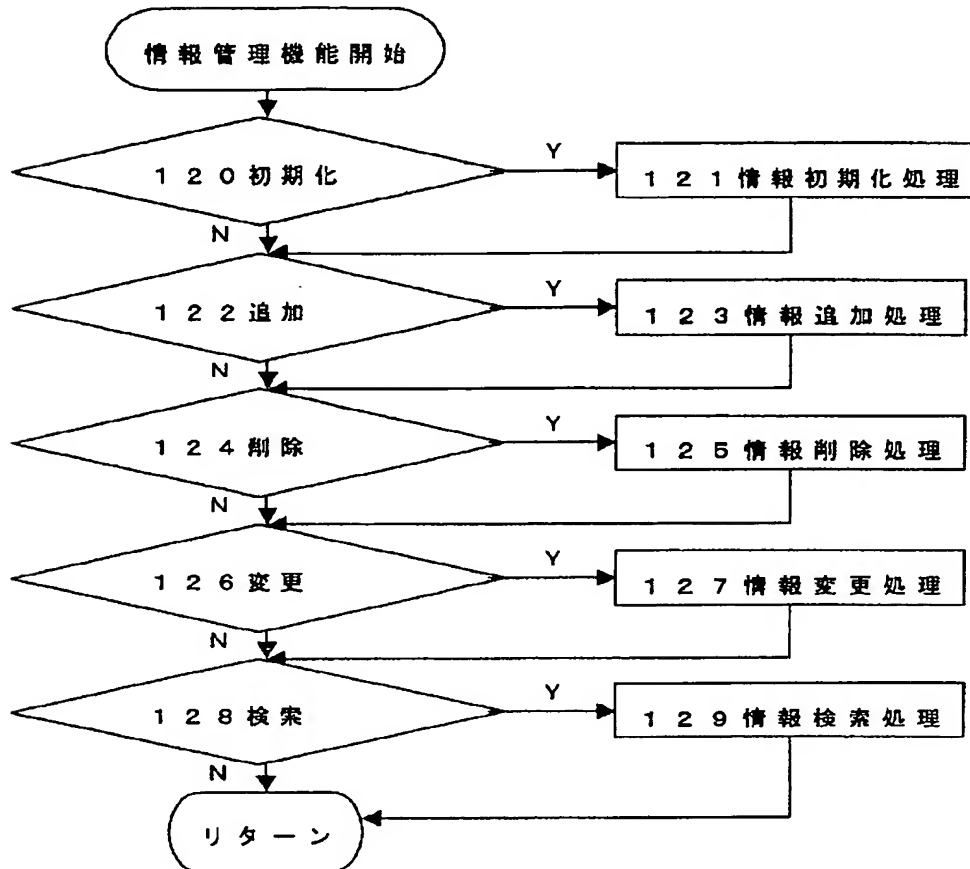 情報管理機能開始
120初期化
Y
121情報初期化処理
N
122追加
Y
123情報追加処理
N
124削除
Y
125情報削除処理
N
126変更
Y
127情報変更処理
N
128検索
Y
129情報検索処理
N
リターン